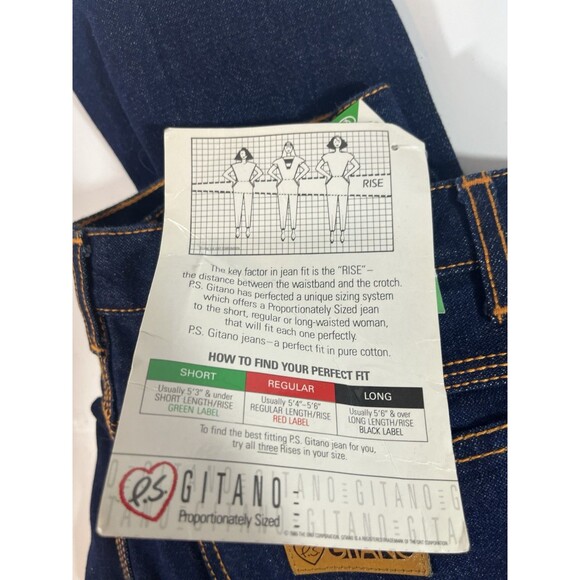 RISE
The key factor in jean fit is the "RISE"–
the distance between the waistband and the crotch.
P.S. Gitano has perfected a unique sizing system
which offers a Proportionately Sized jean
to the short, regular or long-waisted woman,
that will fit each one perfectly.
P.S. Gitano jeans–a perfect fit in pure cotton.
HOW TO FIND YOUR PERFECT FIT
SHORT REGULAR LONG
Usually 5'3" & under Usually 5'4"–5'6" Usually 5'6" & over
SHORT LENGTH/RISE REGULAR LENGTH/RISE LONG LENGTH/RISE
GREEN LABEL RED LABEL BLACK LABEL
To find the best fitting P.S. Gitano jean for you,
try all three Rises in your size.
P.S. GITANO
Proportionately Sized
GITANO
P.S. GITANO